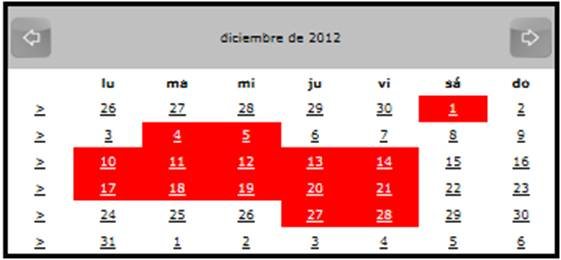 diciembre de 2012
lu ma mi ju vi sá do
> 26 27 28 29 30 1 2
> 3 4 5 6 7 8 9
> 10 11 12 13 14 15 16
> 17 18 19 20 21 22 23
> 24 25 26 27 28 29 30
> 31 1 2 3 4 5 6